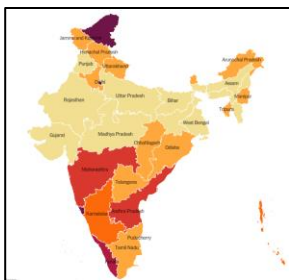 Jammu and Kashmir
Himachal Pradesh
Punjab
Uttarakhand
Delhi
Arunachal Pradesh
Rajasthan
Uttar Pradesh
Bihar
Assam
Manipur
Tripura
West Bengal
Gujarat
Madhya Pradesh
Chhattisgarh
Odisha
Maharashtra
Telangana
Karnataka
Andhra Pradesh
Puducherry
Tamil Nadu
Kerala